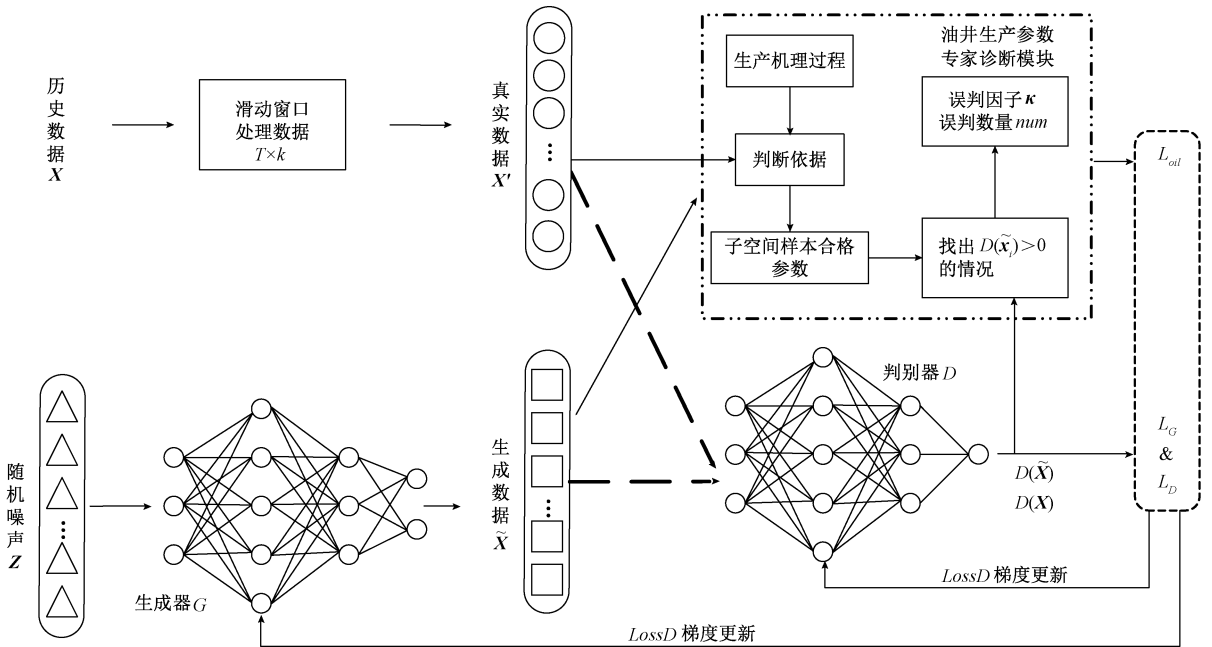 历史数据X
滑动窗口
处理数据
T×k
真实数据X'
生产机理过程
油井生产参数
专家诊断模块
误判因子κ
误判数量num
判断依据
子空间样本合格
参数
找出D(x̃ᵢ)>0
的情况
L_oil
随机噪声Z
生成器G
生成数据X̃
判别器D
D(X̃)
D(X)
L_G
&
L_D
LossD 梯度更新
LossD 梯度更新